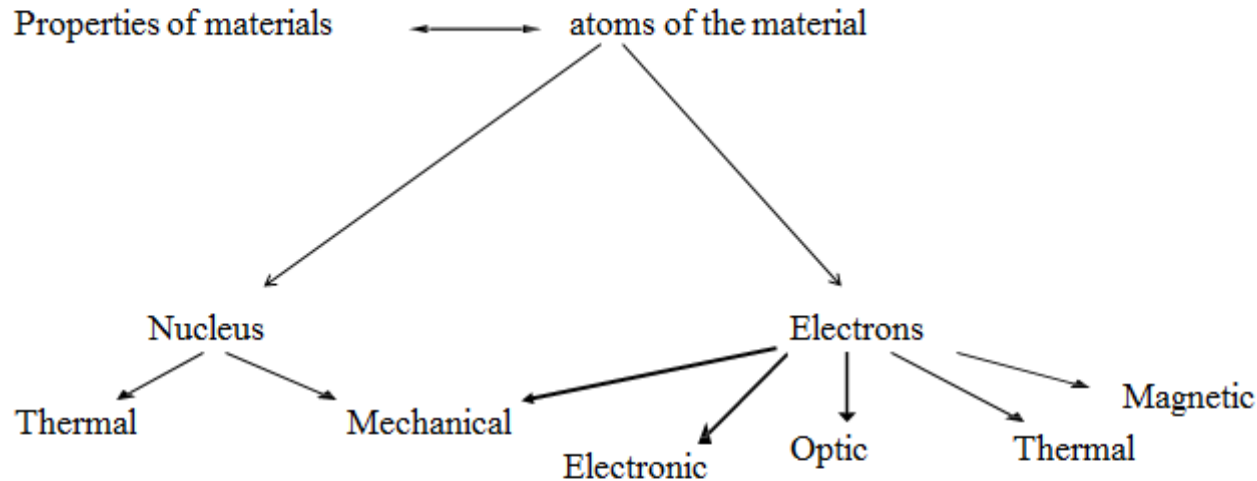 Properties of materials
atoms of the material
Nucleus
Electrons
Thermal
Mechanical
Electronic
Optic
Thermal
Magnetic